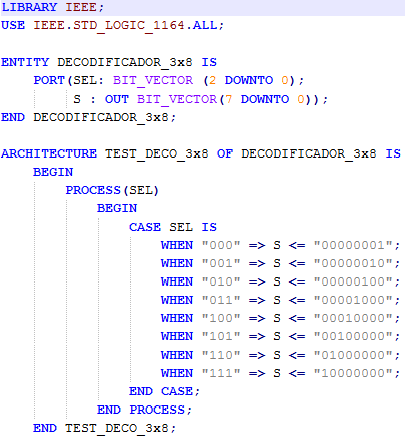 LIBRARY IEEE;
USE IEEE.STD_LOGIC_1164.ALL;
ENTITY DECODIFICADOR_3x8 IS
PORT(SEL: BIT_VECTOR (2 DOWNTO 0);
S : OUT BIT_VECTOR(7 DOWNTO 0));
END DECODIFICADOR_3x8;
ARCHITECTURE TEST_DECO_3x8 OF DECODIFICADOR_3x8 IS
BEGIN
PROCESS(SEL)
BEGIN
CASE SEL IS
WHEN "000" => S <= "00000001";
WHEN "001" => S <= "00000010";
WHEN "010" => S <= "00000100";
WHEN "011" => S <= "00001000";
WHEN "100" => S <= "00010000";
WHEN "101" => S <= "00100000";
WHEN "110" => S <= "01000000";
WHEN "111" => S <= "10000000";
END CASE;
END PROCESS;
END TEST_DECO_3x8;